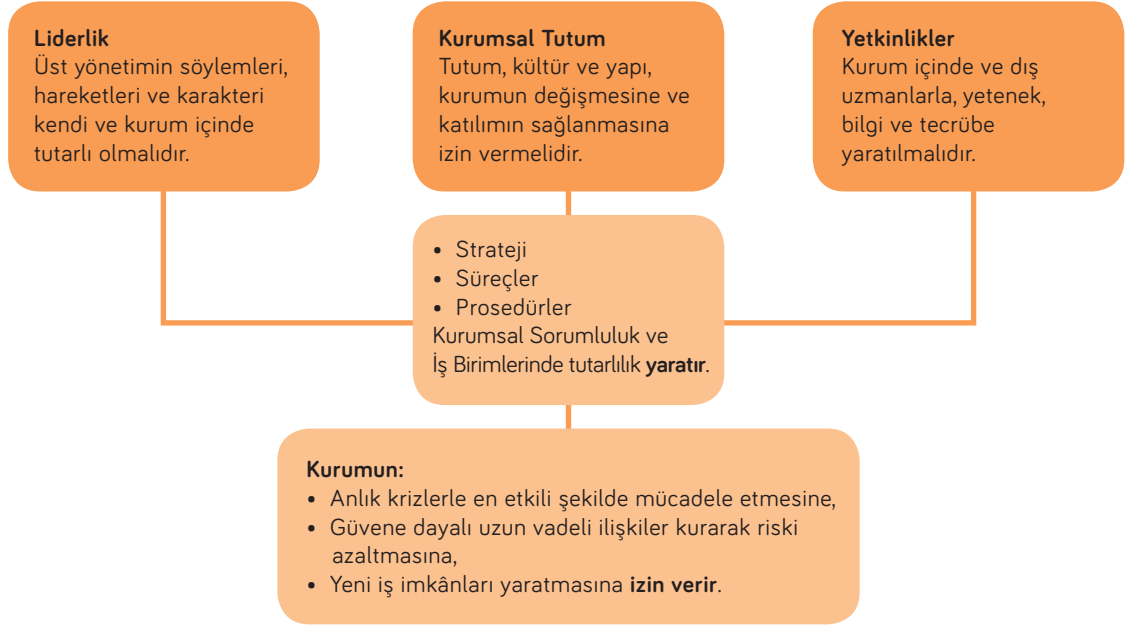 Liderlik
Üst yönetimin söylemleri,
hareketleri ve karakteri
kendi ve kurum içinde
tutarlı olmalıdır.
Kurumsal Tutum
Tutum, kültür ve yapı,
kurumun değişmesine ve
katılımın sağlanmasına
izin vermelidir.
Yetkinlikler
Kurum içinde ve dış
uzmanlarla, yetenek,
bilgi ve tecrübe
yaratılmalıdır.
• Strateji
• Süreçler
• Prosedürler
Kurumsal Sorumluluk ve
İş Birimlerinde tutarlılık yaratır.
Kurumun:
• Anlık krizlerle en etkili şekilde mücadele etmesine,
• Güvene dayalı uzun vadeli ilişkiler kurarak riski
azaltmasına,
• Yeni iş imkânları yaratmasına izin verir.